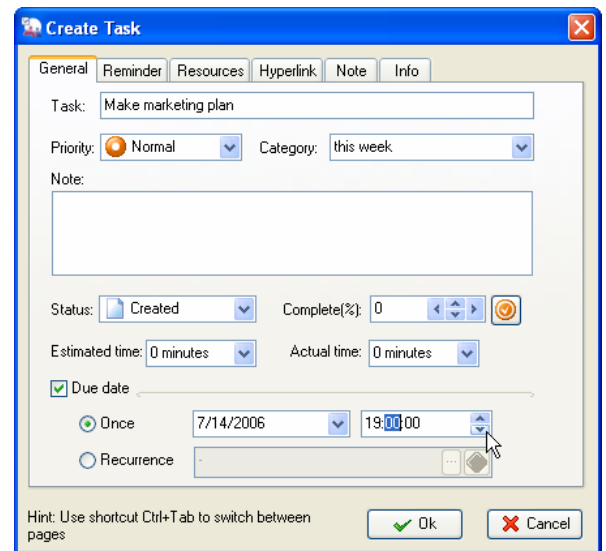 Create Task
General Reminder Resources Hyperlink Note Info
Task: Make marketing plan
Priority: Normal Category: this week
Note:
Status: Created Complete(%): 0
Estimated time: 0 minutes Actual time: 0 minutes
Due date
Once 7/14/2006 19:00:00
Recurrence - ...
Hint: Use shortcut Ctrl+Tab to switch between
pages
Ok Cancel